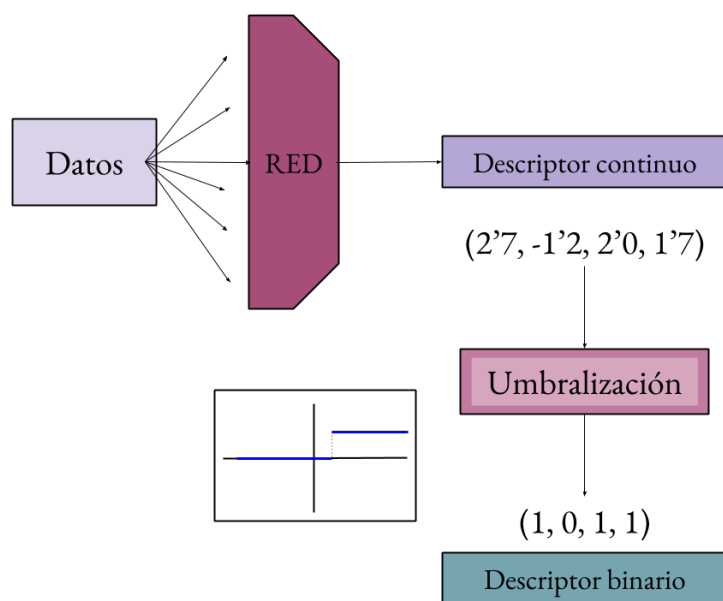 Datos
RED
Descriptor continuo
(2’7, -1’2, 2’0, 1’7)
Umbralización
(1, 0, 1, 1)
Descriptor binario